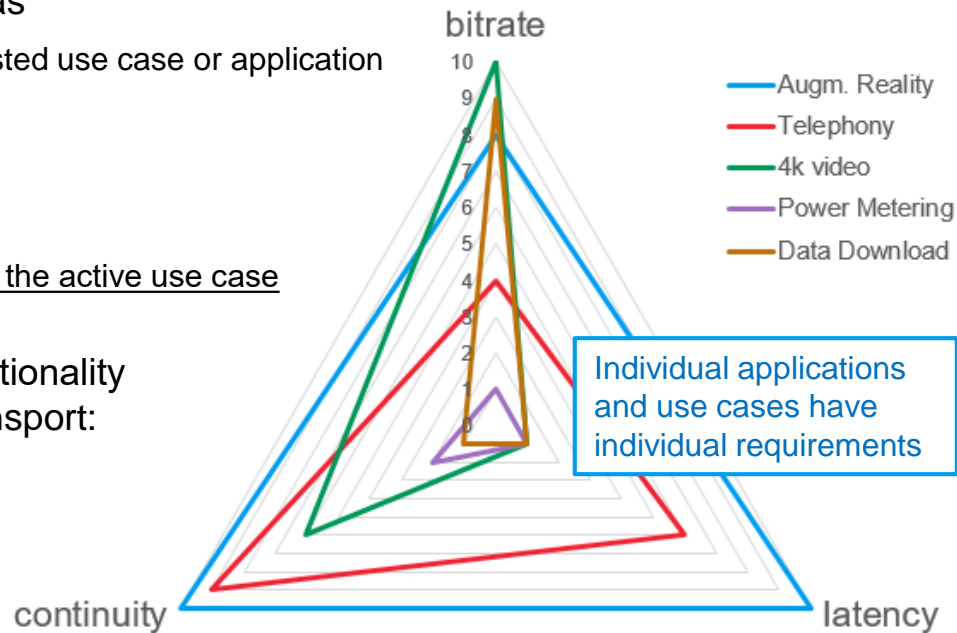 as
sted use case or application
the active use case
tionality
nsport:
bitrate
10
9
8
7
6
5
4
3
2
1
0
continuity
latency
Augm. Reality
Telephony
4k video
Power Metering
Data Download
Individual applications
and use cases have
individual requirements